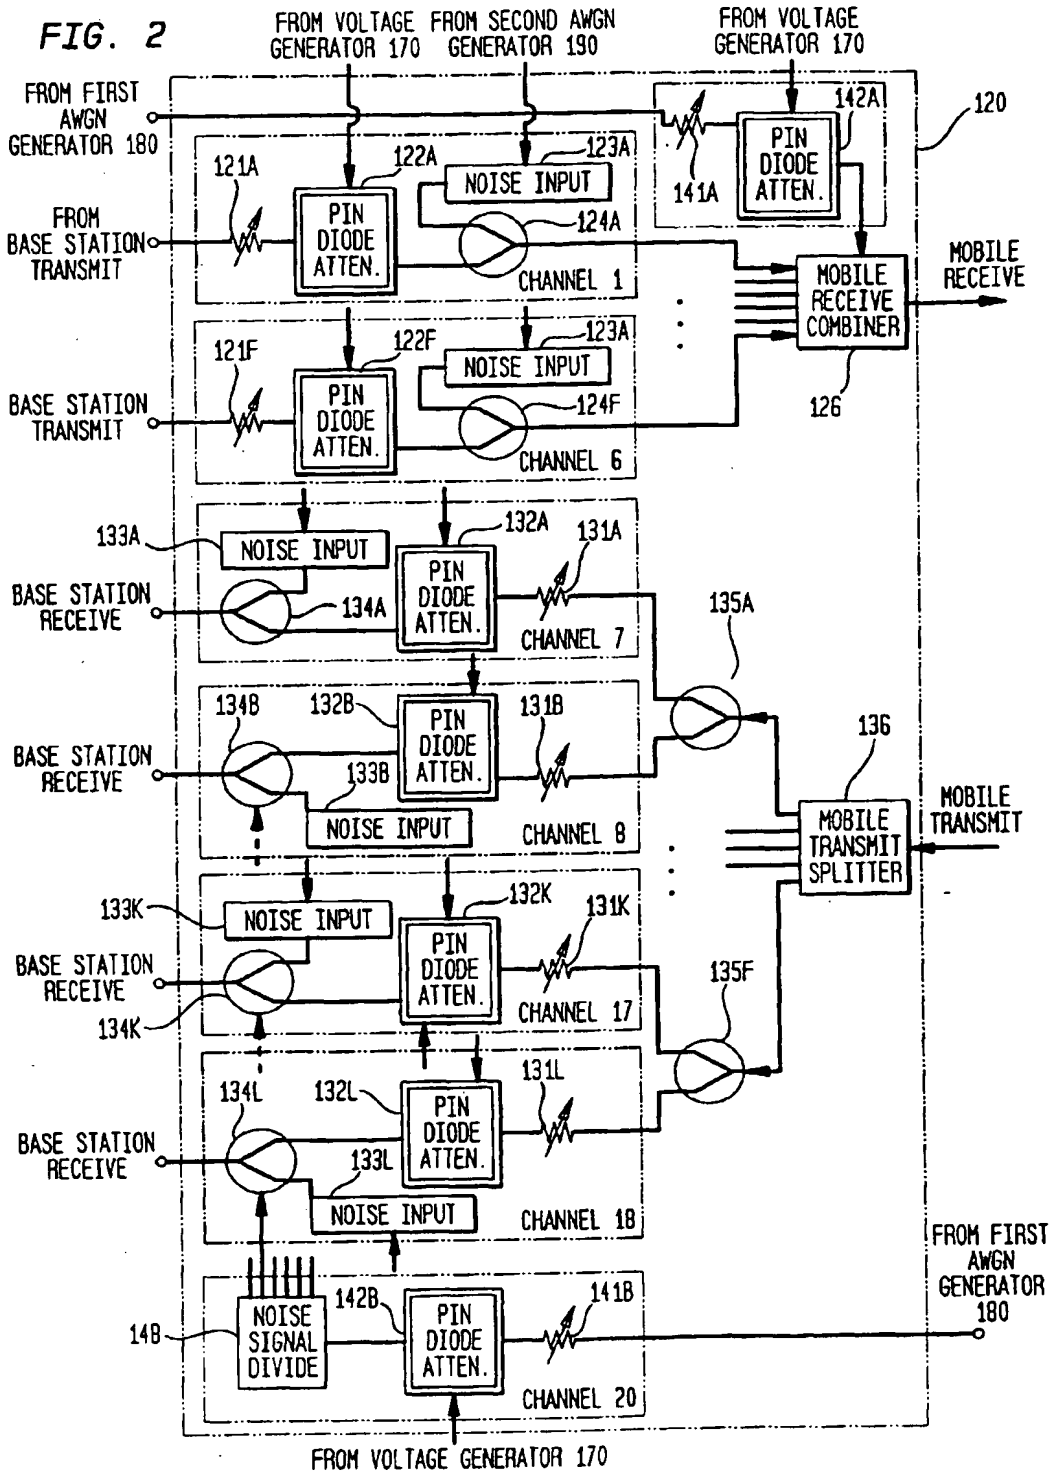 FIG. 2
FROM VOLTAGE
GENERATOR 170
FROM SECOND AWGN
GENERATOR 190
FROM VOLTAGE
GENERATOR 170
FROM FIRST
AWGN
GENERATOR 180
120
142A
PIN
DIODE
ATTEN.
141A
121A
122A
123A
NOISE INPUT
FROM
BASE STATION
TRANSMIT
PIN
DIODE
ATTEN.
124A
CHANNEL 1
MOBILE
RECEIVE
MOBILE
RECEIVE
COMBINER
126
121F
122F
123A
NOISE INPUT
BASE STATION
TRANSMIT
PIN
DIODE
ATTEN.
124F
CHANNEL 6
133A
NOISE INPUT
132A
131A
BASE STATION
RECEIVE
134A
PIN
DIODE
ATTEN.
CHANNEL 7
135A
134B
132B
PIN
DIODE
ATTEN.
131B
BASE STATION
RECEIVE
133B
NOISE INPUT
CHANNEL 8
136
MOBILE
TRANSMIT
SPLITTER
MOBILE
TRANSMIT
133K
NOISE INPUT
132K
131K
BASE STATION
RECEIVE
134K
PIN
DIODE
ATTEN.
CHANNEL 17
135F
134L
132L
PIN
DIODE
ATTEN.
131L
BASE STATION
RECEIVE
133L
NOISE INPUT
CHANNEL 18
FROM FIRST
AWGN
GENERATOR
180
14B
NOISE
SIGNAL
DIVIDE
142B
PIN
DIODE
ATTEN.
141B
CHANNEL 20
FROM VOLTAGE GENERATOR 170